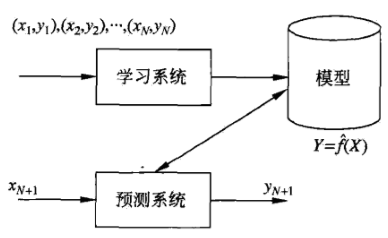 (x₁,y₁),(x₂,y₂),⋯,(x_N,y_N)
学习系统
模型
Y=f̂(X)
x_{N+1}
预测系统
y_{N+1}